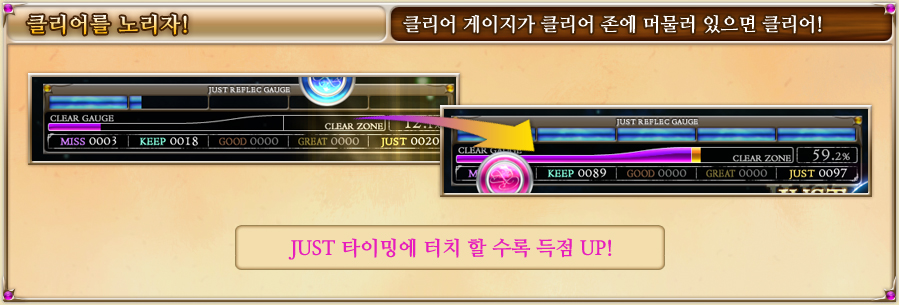 클리어를 노리자!
클리어 게이지가 클리어 존에 머물러 있으면 클리어!
JUST REFLEC GAUGE
CLEAR GAUGE
CLEAR ZONE
MISS 0003 KEEP 0018 GOOD 0000 GREAT 0000 JUST 0020
JUST REFLEC GAUGE
CLEAR GAUGE
CLEAR ZONE 59.2%
KEEP 0089 GOOD 0000 GREAT 0000 JUST 0097
JUST 타이밍에 터치 할 수록 득점 UP!